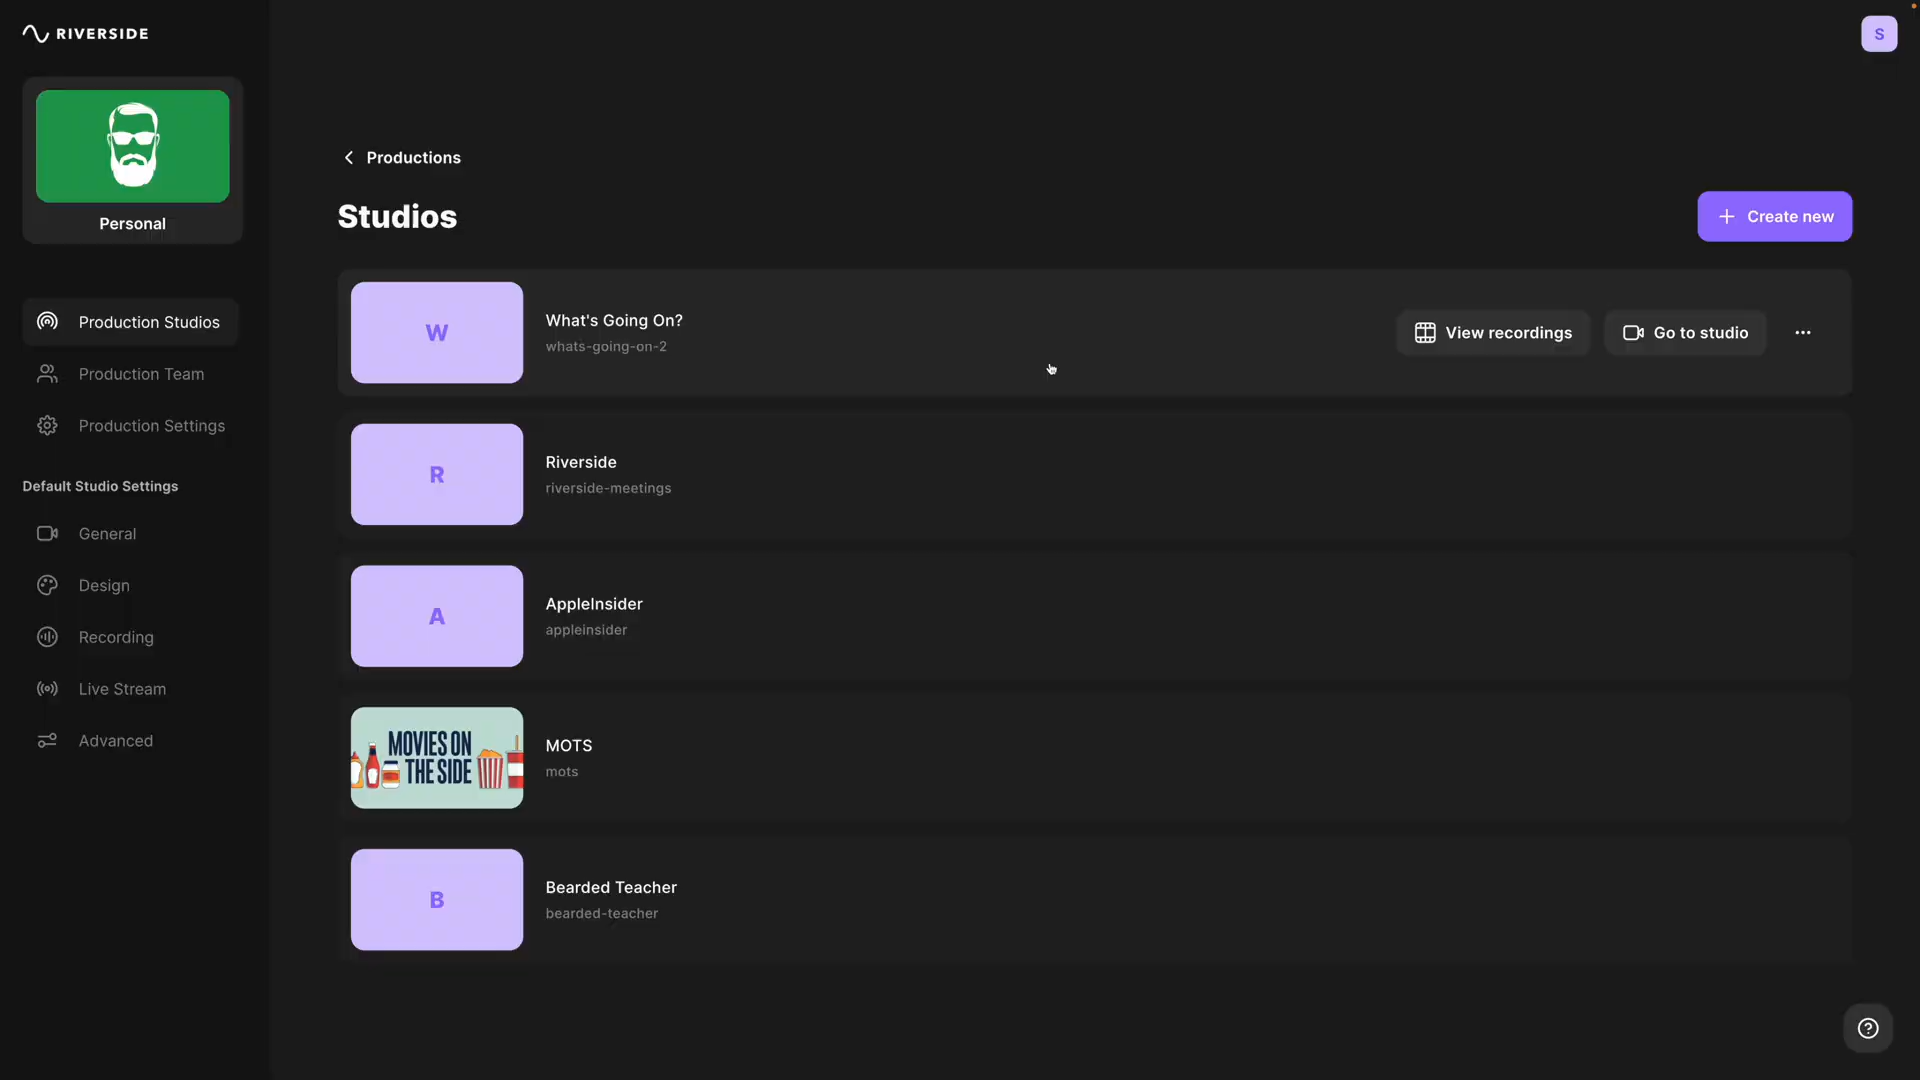 RIVERSIDE
S
Personal
Production Studios
Production Team
Production Settings
Default Studio Settings
General
Design
Recording
Live Stream
Advanced
Productions
Studios
Create new
W
What's Going On?
whats-going-on-2
View recordings
Go to studio
R
Riverside
riverside-meetings
A
AppleInsider
appleinsider
MOVIES ON
THE SIDE
MOTS
mots
B
Bearded Teacher
bearded-teacher